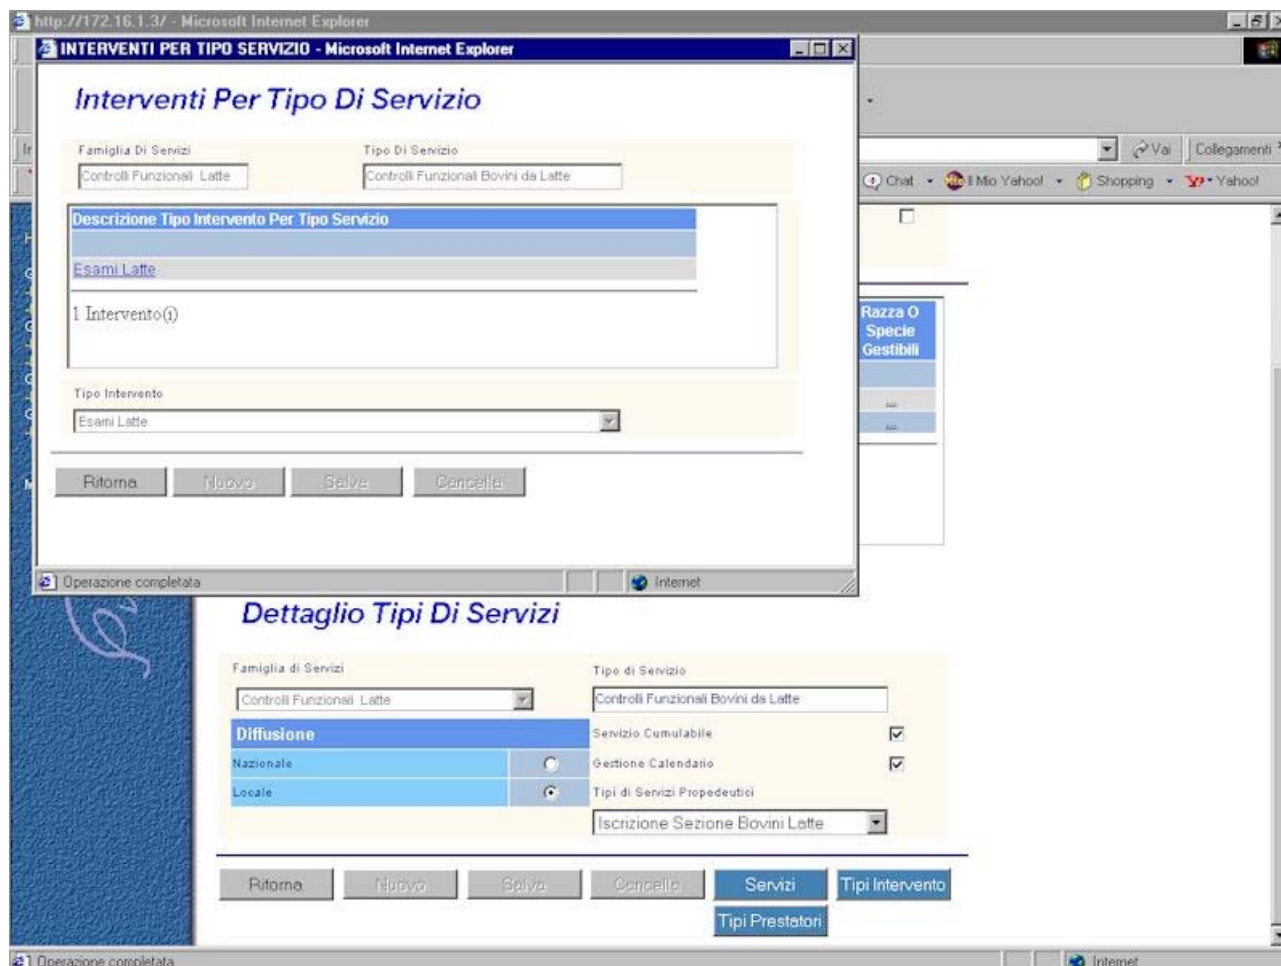 http://172.16.1.3/ - Microsoft Internet Explorer
INTERVENTI PER TIPO SERVIZIO - Microsoft Internet Explorer
Interventi Per Tipo Di Servizio
Famiglia Di Servizi
Tipo Di Servizio
Controlli Funzionali Latte
Controlli Funzionali Bovini da Latte
Vai
Collegamenti
Chat
Il Mio Yahoo!
Shopping
Yahoo!
Descrizione Tipo Intervento Per Tipo Servizio
Esami Latte
1 Intervento(i)
Razza O
Specie
Gestibili
...
...
Tipo Intervento
Esami Latte
Ritorna
Nuovo
Salva
Cancella
Operazione completata
Internet
Dettaglio Tipi Di Servizi
Famiglia di Servizi
Tipo di Servizio
Controlli Funzionali Latte
Controlli Funzionali Bovini da Latte
Diffusione
Servizio Cumulabile
Nazionale
Gestione Calendario
Locale
Tipi di Servizi Propedeutici
Iscrizione Sezione Bovini Latte
Ritorna
Nuovo
Salva
Cancella
Servizi
Tipi Intervento
Tipi Prestatori
Operazione completata
Internet